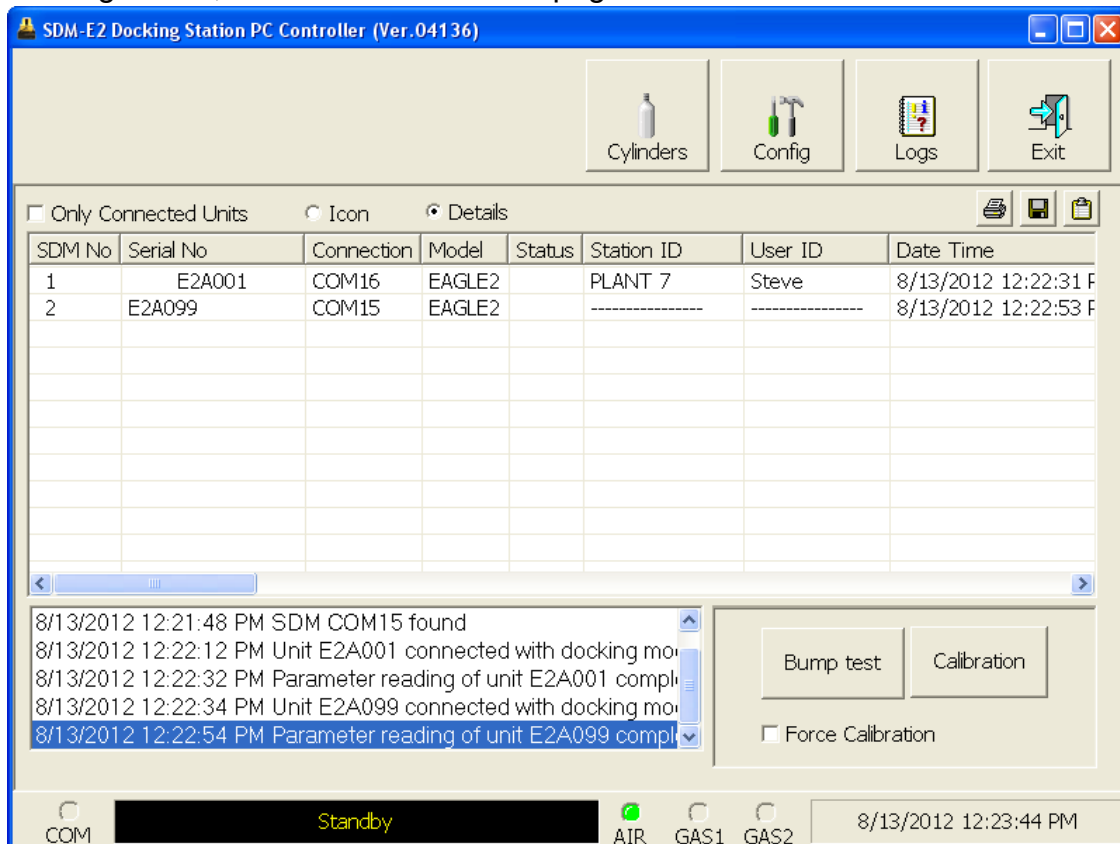 SDM-E2 Docking Station PC Controller (Ver.04136)
Cylinders Config Logs Exit
Only Connected Units Icon Details
SDM No Serial No Connection Model Status Station ID User ID Date Time
1 E2A001 COM16 EAGLE2 PLANT 7 Steve 8/13/2012 12:22:31 P
2 E2A099 COM15 EAGLE2 ---------------- ---------------- 8/13/2012 12:22:53 P
8/13/2012 12:21:48 PM SDM COM15 found
8/13/2012 12:22:12 PM Unit E2A001 connected with docking mo
8/13/2012 12:22:32 PM Parameter reading of unit E2A001 compl
8/13/2012 12:22:34 PM Unit E2A099 connected with docking mo
8/13/2012 12:22:54 PM Parameter reading of unit E2A099 compl
Bump test Calibration
Force Calibration
COM Standby AIR GAS1 GAS2 8/13/2012 12:23:44 PM